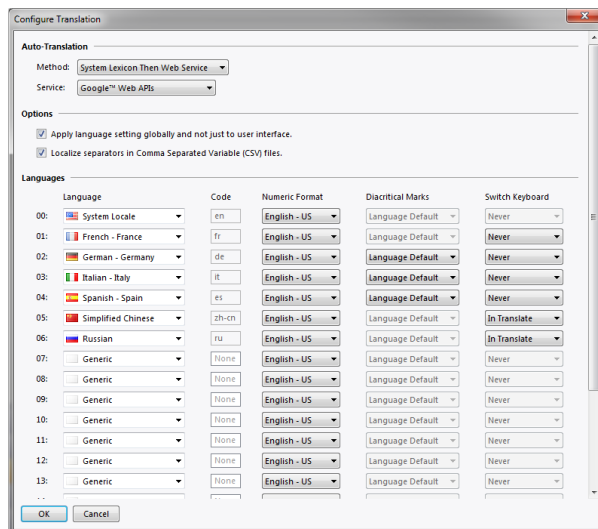 Configure Translation
Auto-Translation
Method: System Lexicon Then Web Service
Service: Google™ Web APIs
Options
Apply language setting globally and not just to user interface.
Localize separators in Comma Separated Variable (CSV) files.
Languages
Language Code Numeric Format Diacritical Marks Switch Keyboard
00: System Locale en English - US Language Default Never
01: French - France fr English - US Language Default Never
02: German - Germany de English - US Language Default Never
03: Italian - Italy it English - US Language Default Never
04: Spanish - Spain es English - US Language Default Never
05: Simplified Chinese zh-cn English - US Language Default In Translate
06: Russian ru English - US Language Default In Translate
07: Generic None English - US Language Default Never
08: Generic None English - US Language Default Never
09: Generic None English - US Language Default Never
10: Generic None English - US Language Default Never
11: Generic None English - US Language Default Never
12: Generic None English - US Language Default Never
13: Generic None English - US Language Default Never
OK Cancel